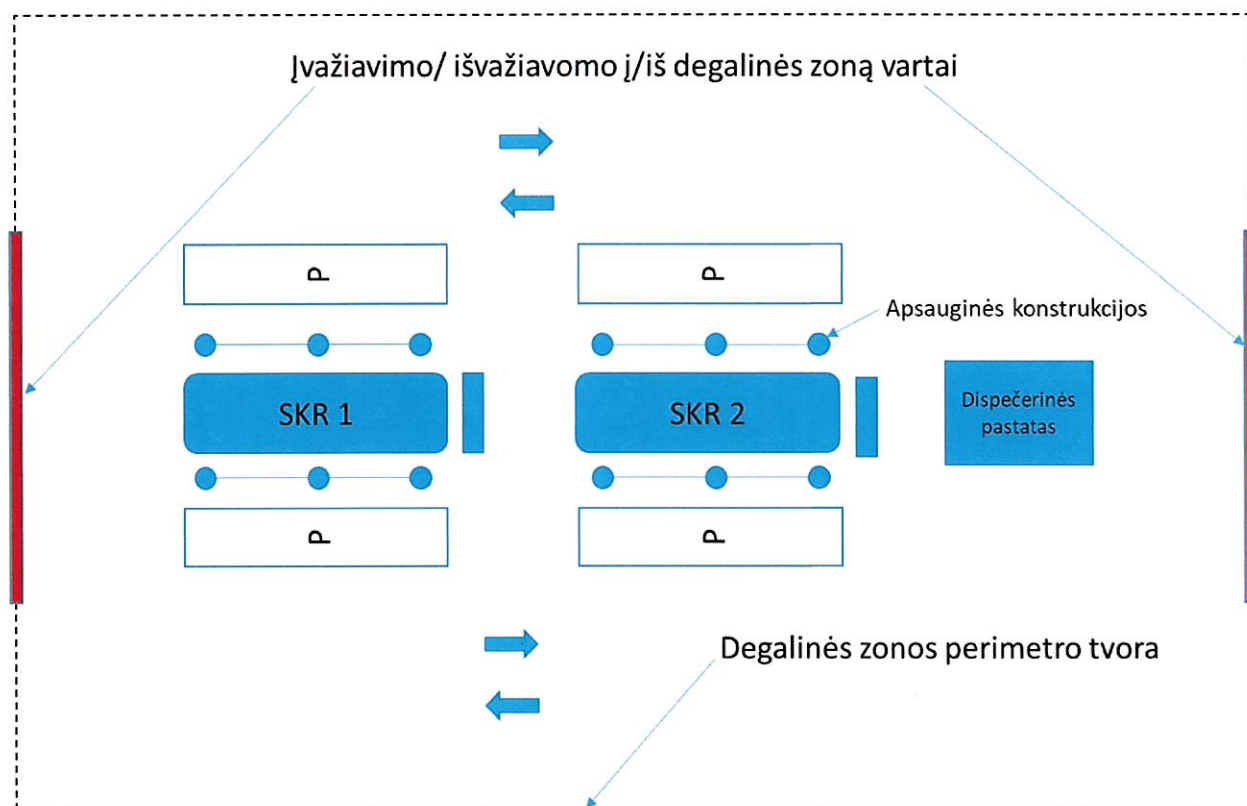 Įvažiavimo/ išvažiavomo į/iš degalinės zoną vartai
P
P
Apsauginės konstrukcijos
SKR 1
SKR 2
Dispečerinės
pastatas
P
P
Degalinės zonos perimetro tvora